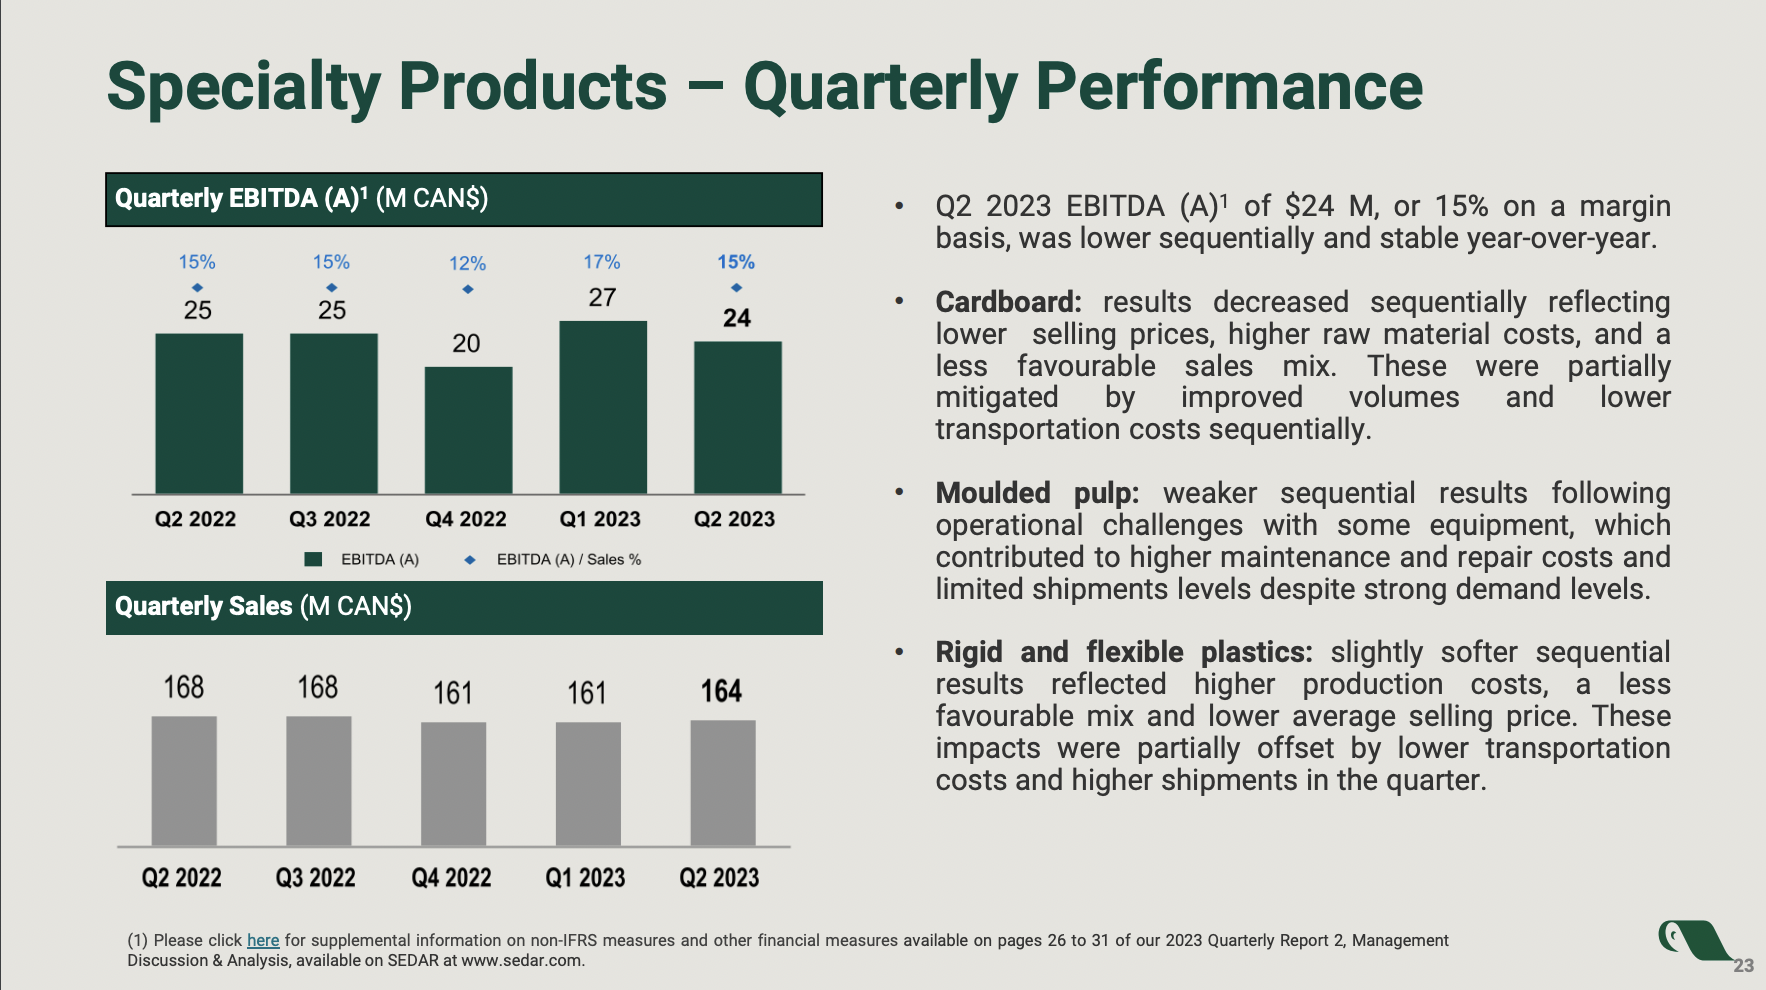 Specialty Products – Quarterly Performance
Quarterly EBITDA (A)¹ (M CAN$)
15% 15% 12% 17% 15%
25 25 20 27 24
Q2 2022 Q3 2022 Q4 2022 Q1 2023 Q2 2023
EBITDA (A) EBITDA (A) / Sales %
Quarterly Sales (M CAN$)
168 168 161 161 164
Q2 2022 Q3 2022 Q4 2022 Q1 2023 Q2 2023
• Q2 2023 EBITDA (A)¹ of $24 M, or 15% on a margin
basis, was lower sequentially and stable year-over-year.
• Cardboard: results decreased sequentially reflecting
lower selling prices, higher raw material costs, and a
less favourable sales mix. These were partially
mitigated by improved volumes and lower
transportation costs sequentially.
• Moulded pulp: weaker sequential results following
operational challenges with some equipment, which
contributed to higher maintenance and repair costs and
limited shipments levels despite strong demand levels.
• Rigid and flexible plastics: slightly softer sequential
results reflected higher production costs, a less
favourable mix and lower average selling price. These
impacts were partially offset by lower transportation
costs and higher shipments in the quarter.
(1) Please click here for supplemental information on non-IFRS measures and other financial measures available on pages 26 to 31 of our 2023 Quarterly Report 2, Management
Discussion & Analysis, available on SEDAR at www.sedar.com.
23